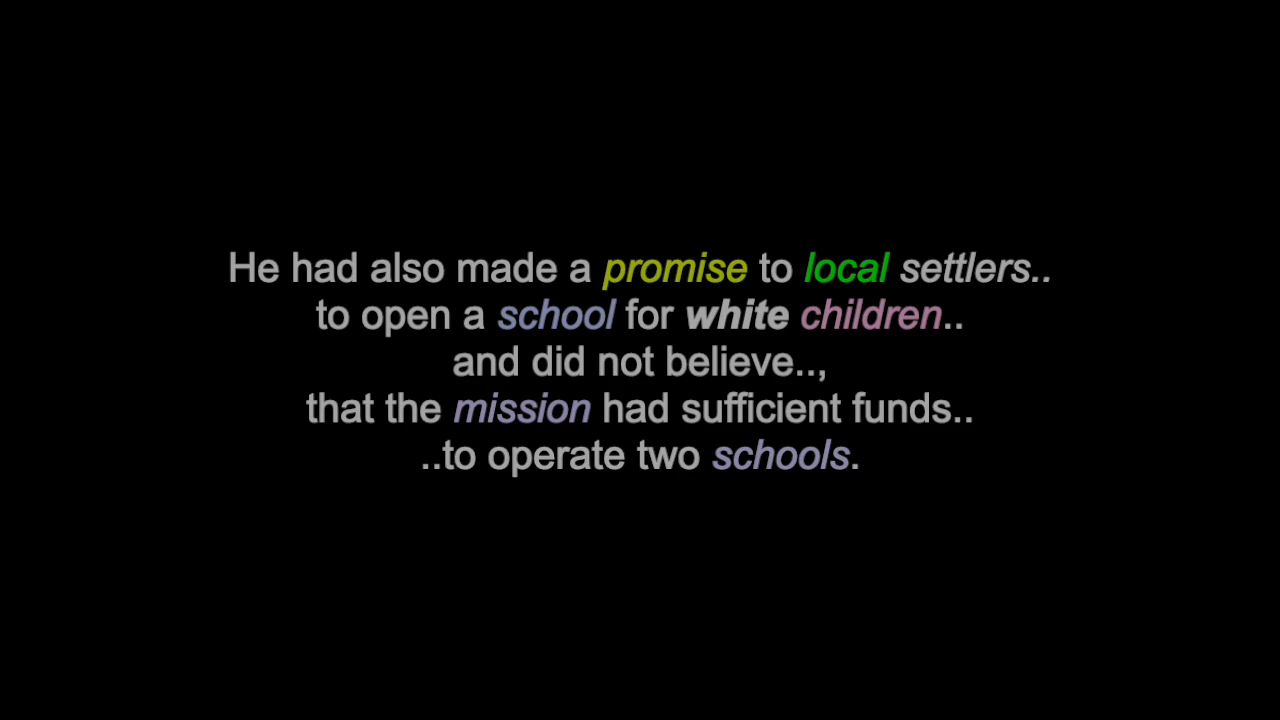 He had also made a promise to local settlers..
to open a school for white children..
and did not believe..,
that the mission had sufficient funds..
..to operate two schools.